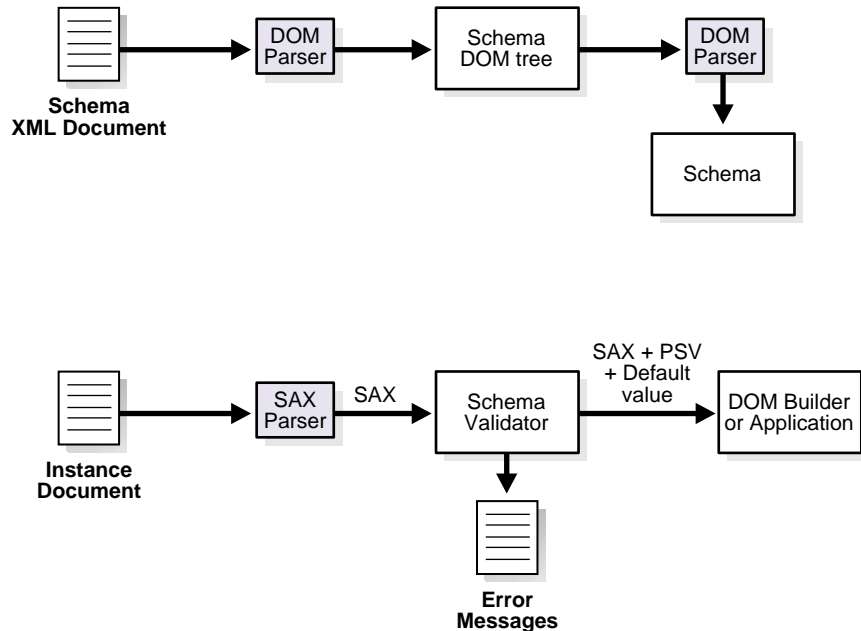 DOM
Parser
Schema
DOM tree
DOM
Parser
Schema
XML Document
Schema
SAX + PSV
+ Default
value
SAX
Parser
SAX
Schema
Validator
DOM Builder
or Application
Instance
Document
Error
Messages